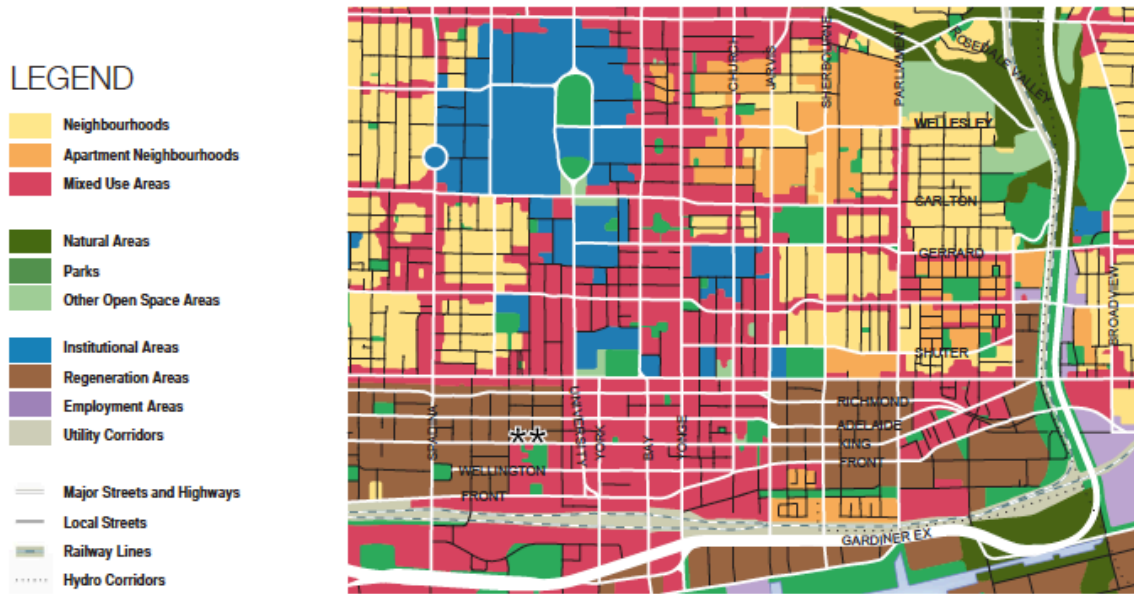 LEGEND
Neighbourhoods
Apartment Neighbourhoods
Mixed Use Areas
Natural Areas
Parks
Other Open Space Areas
Institutional Areas
Regeneration Areas
Employment Areas
Utility Corridors
Major Streets and Highways
Local Streets
Railway Lines
Hydro Corridors
CHURCH
JARVIS
SHERBOURNE
PARLIAMENT
ROSEDALE VALLEY
WELLESLEY
CARLTON
GERRARD
BROADVIEW
SHUTER
SPADINA
UNIVERSITY
YORK
BAY
YONGE
RICHMOND
ADELAIDE
KING
FRONT
**
WELLINGTON
FRONT
GARDINER EX